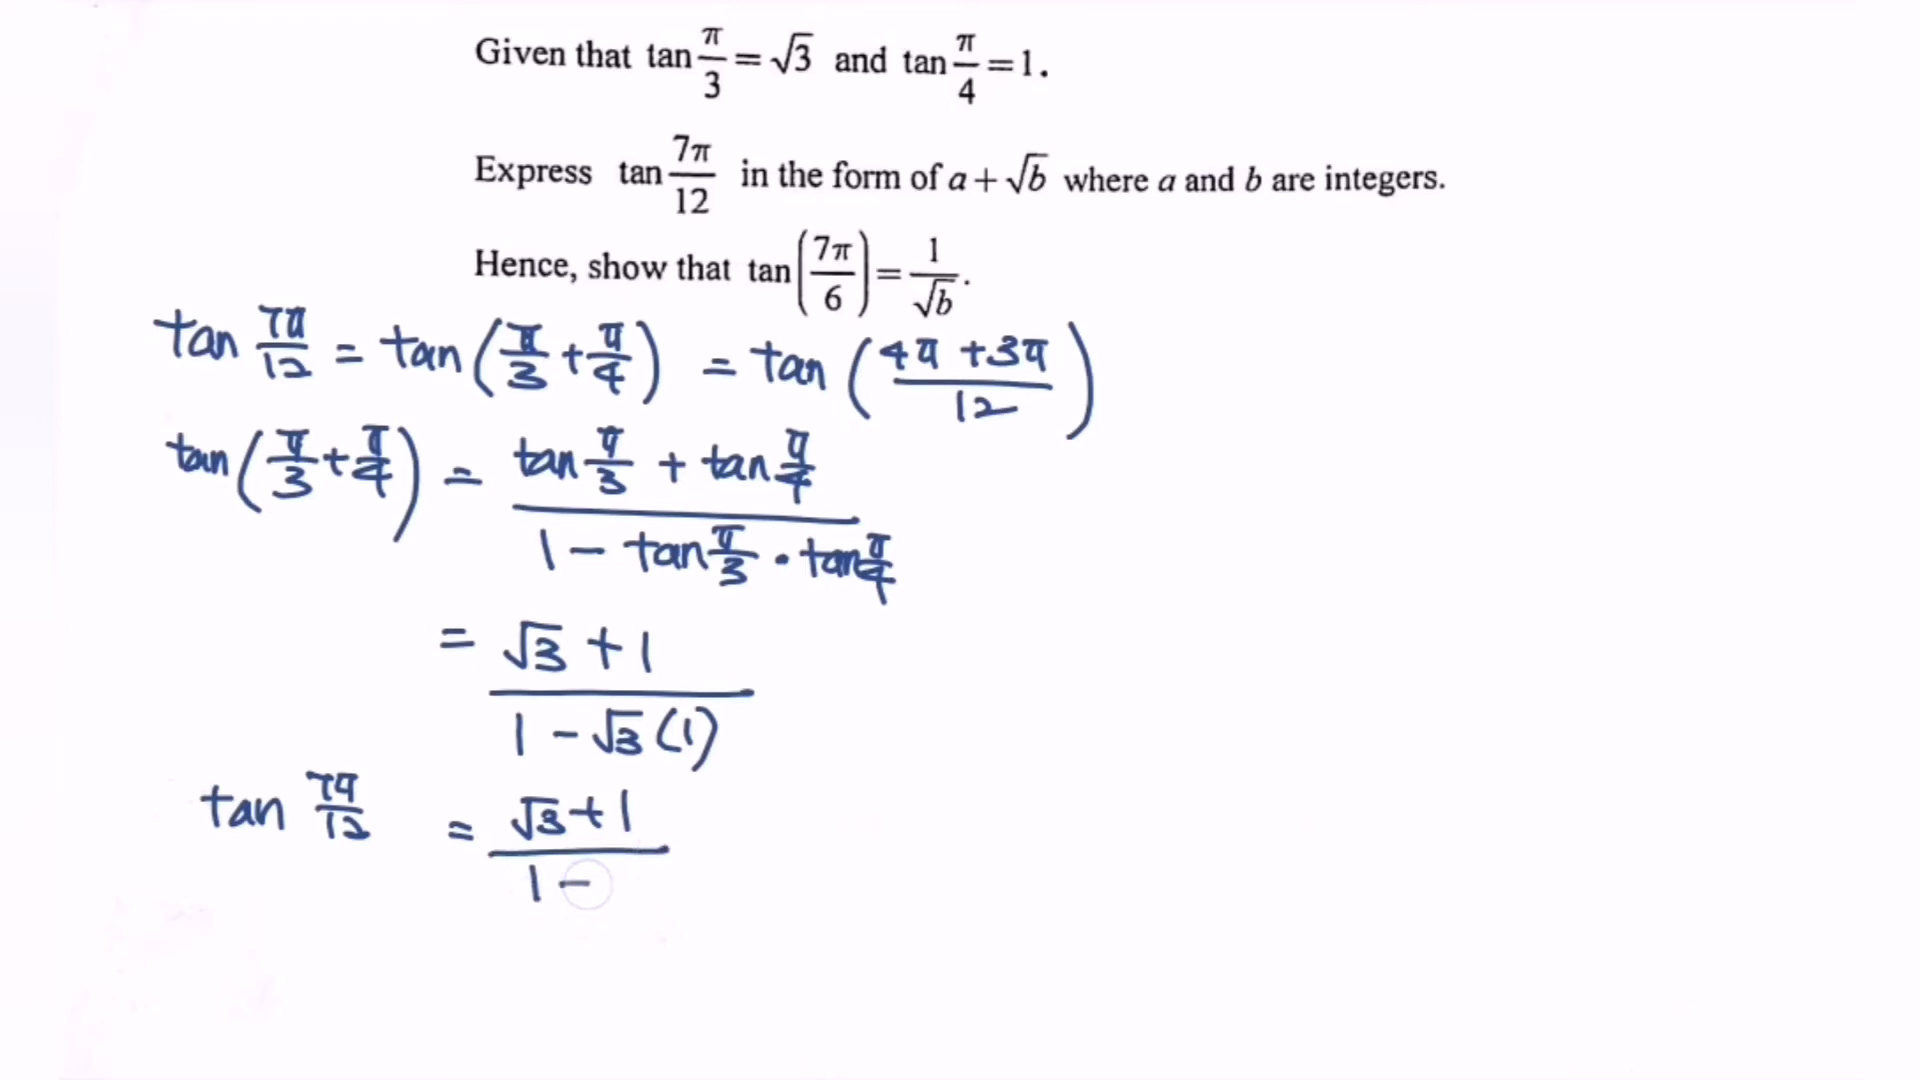 Given that tan π/3 = √3 and tan π/4 = 1.
Express tan 7π/12 in the form of a + √b where a and b are integers.
Hence, show that tan(7π/6) = 1/√b.
tan 7π/12 = tan(π/3 + π/4) = tan((4π + 3π)/12)
tan(π/3 + π/4) = (tan π/3 + tan π/4)/(1 - tan π/3 · tan π/4)
= (√3 + 1)/(1 - √3(1))
tan 7π/12 = (√3 + 1)/(1 -